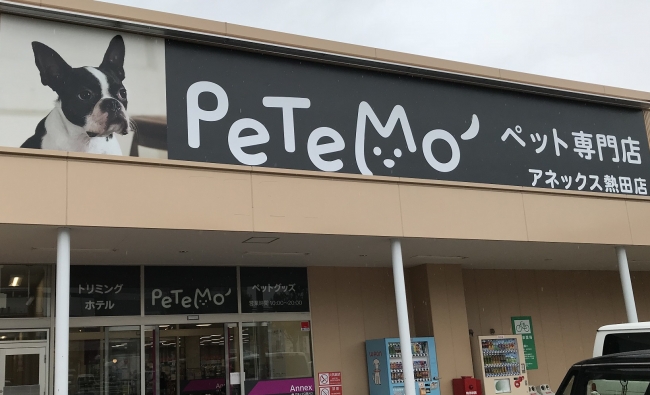 PeTeMo
ペット専門店
アネックス熱田店
トリミング
ホテル
PeTeMo
ペットグッズ
Annex